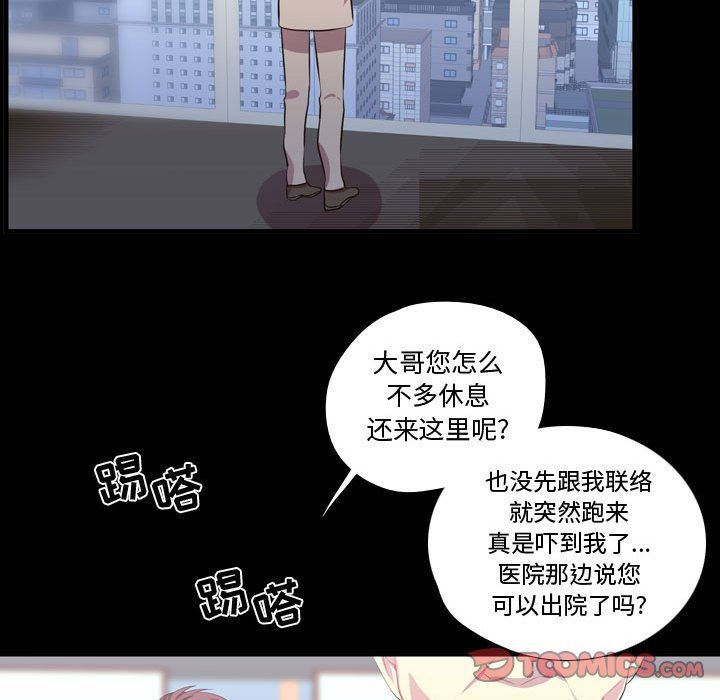 大哥您怎么
不多休息
还来这里呢?
踢嗒
也没先跟我联络
就突然跑来
真是吓到我了...
医院那边说您
可以出院了吗?
踢嗒
TOOMICS.COM